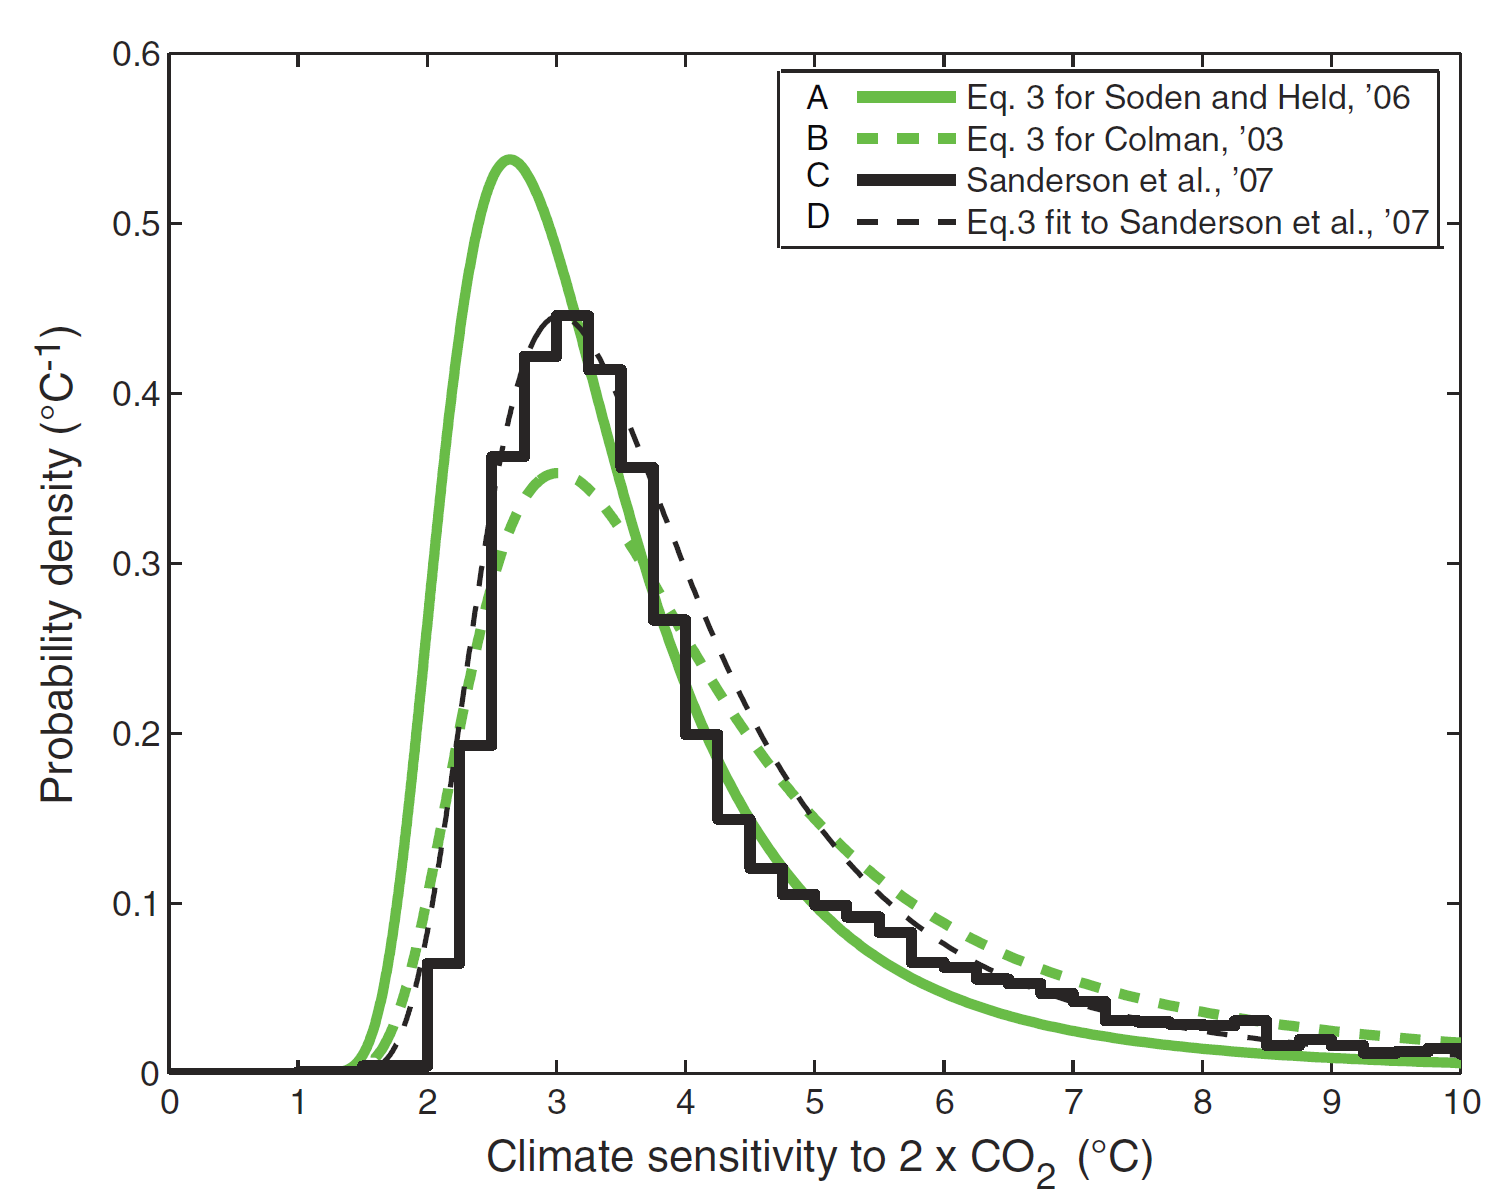 0.6
0.5
0.4
0.3
0.2
0.1
0
Probability density (°C-1)
A Eq. 3 for Soden and Held, ’06
B Eq. 3 for Colman, ’03
C Sanderson et al., ’07
D Eq.3 fit to Sanderson et al., ’07
0 1 2 3 4 5 6 7 8 9 10
Climate sensitivity to 2 x CO2 (°C)